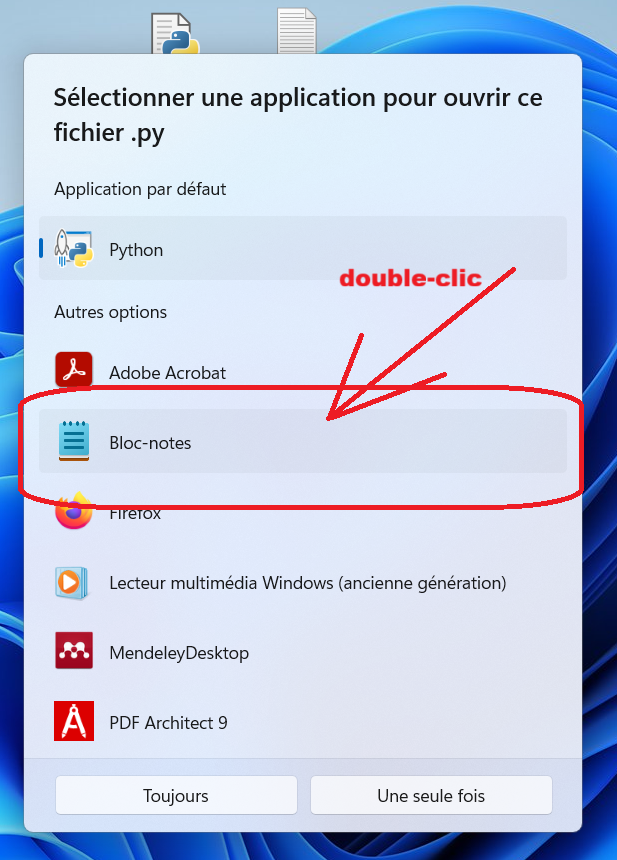 Sélectionner une application pour ouvrir ce
fichier .py
Application par défaut
Python
double-clic
Autres options
Adobe Acrobat
Bloc-notes
Firefox
Lecteur multimédia Windows (ancienne génération)
MendeleyDesktop
PDF Architect 9
Toujours
Une seule fois